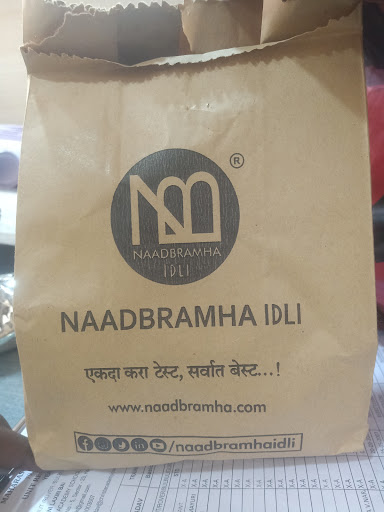 ®
NAADBRAMHA
IDLI
NAADBRAMHA IDLI
एकदा करा टेस्ट, सर्वात बेस्ट...!
www.naadbramha.com
/naadbramhaidli